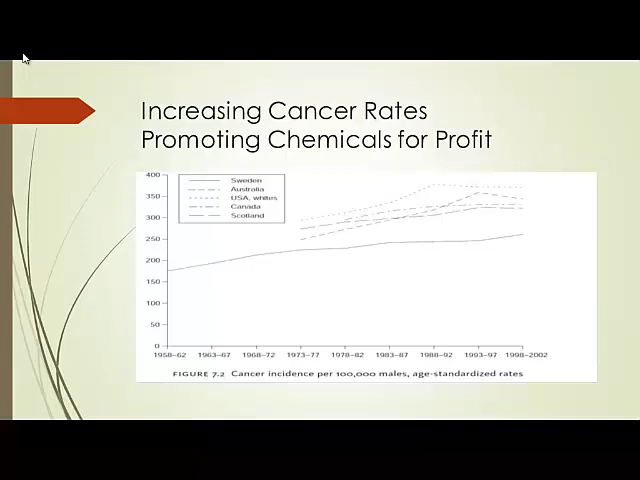 Increasing Cancer Rates
Promoting Chemicals for Profit
400
350
300
250
200
150
100
50
0
Sweden
Australia
USA, whites
Canada
Scotland
1958–62 1963–67 1968–72 1973–77 1978–82 1983–87 1988–92 1993–97 1998–2002
FIGURE 7.2 Cancer incidence per 100,000 males, age-standardized rates